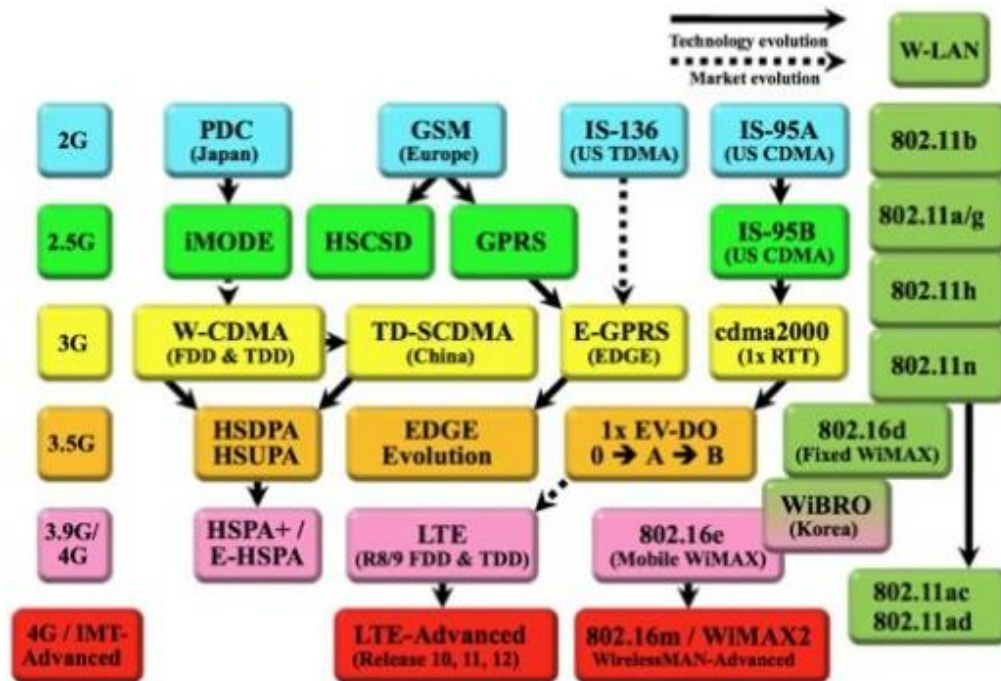 Technology evolution
Market evolution
W-LAN
2G
PDC
(Japan)
GSM
(Europe)
IS-136
(US TDMA)
IS-95A
(US CDMA)
802.11b
2.5G
iMODE
HSCSD
GPRS
IS-95B
(US CDMA)
802.11a/g
802.11h
3G
W-CDMA
(FDD & TDD)
TD-SCDMA
(China)
E-GPRS
(EDGE)
cdma2000
(1x RTT)
802.11n
3.5G
HSDPA
HSUPA
EDGE
Evolution
1x EV-DO
0 → A → B
802.16d
(Fixed WiMAX)
3.9G/
4G
HSPA+ /
E-HSPA
LTE
(R8/9 FDD & TDD)
802.16e
(Mobile WiMAX)
WiBRO
(Korea)
802.11ac
802.11ad
4G / IMT-
Advanced
LTE-Advanced
(Release 10, 11, 12)
802.16m / WiMAX2
WirelessMAN-Advanced